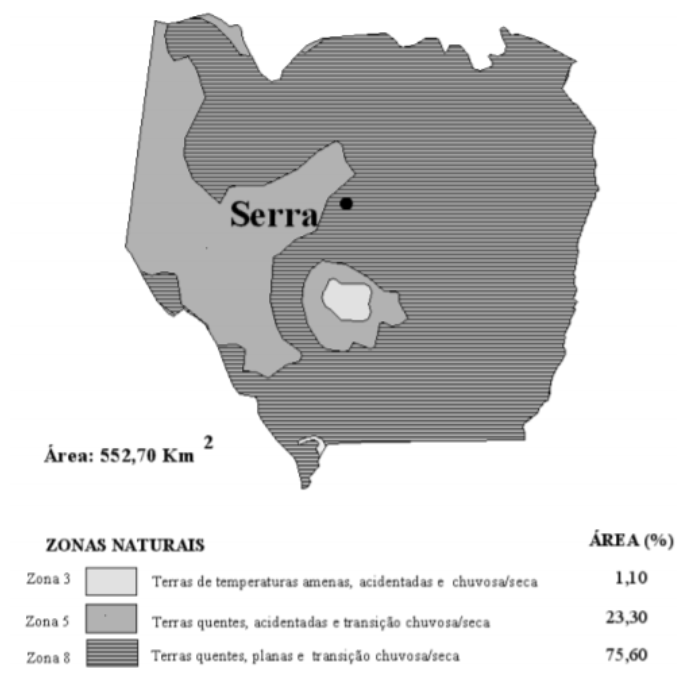 Serra
Área: 552,70 Km 2
ZONAS NATURAIS ÁREA (%)
Zona 3 Terras de temperaturas amenas, acidentadas e chuvosa/seca 1,10
Zona 5 Terras quentes, acidentadas e transição chuvosa/seca 23,30
Zona 8 Terras quentes, planas e transição chuvosa/seca 75,60